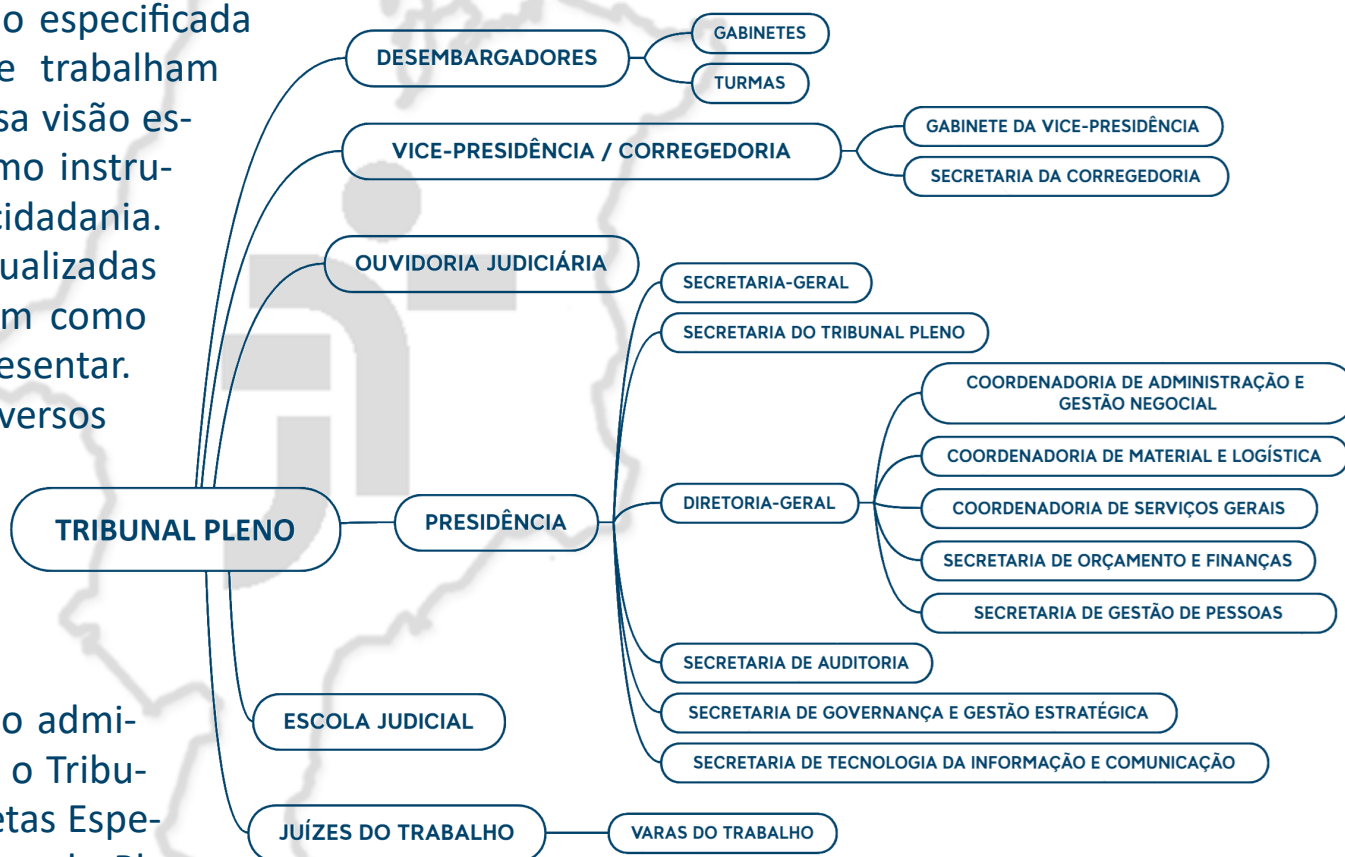 o especificada
e trabalham
sa visão es-
mo instru-
cidadania.
ualizadas
m como
esentar.
versos
o admi-
o Tribu-
etas Espe-
DESEMBARGADORES
GABINETES
TURMAS
VICE-PRESIDÊNCIA / CORREGEDORIA
GABINETE DA VICE-PRESIDÊNCIA
SECRETARIA DA CORREGEDORIA
OUVIDORIA JUDICIÁRIA
TRIBUNAL PLENO
PRESIDÊNCIA
SECRETARIA-GERAL
SECRETARIA DO TRIBUNAL PLENO
DIRETORIA-GERAL
COORDENADORIA DE ADMINISTRAÇÃO E
GESTÃO NEGOCIAL
COORDENADORIA DE MATERIAL E LOGÍSTICA
COORDENADORIA DE SERVIÇOS GERAIS
SECRETARIA DE ORÇAMENTO E FINANÇAS
SECRETARIA DE GESTÃO DE PESSOAS
SECRETARIA DE AUDITORIA
SECRETARIA DE GOVERNANÇA E GESTÃO ESTRATÉGICA
SECRETARIA DE TECNOLOGIA DA INFORMAÇÃO E COMUNICAÇÃO
ESCOLA JUDICIAL
JUÍZES DO TRABALHO
VARAS DO TRABALHO